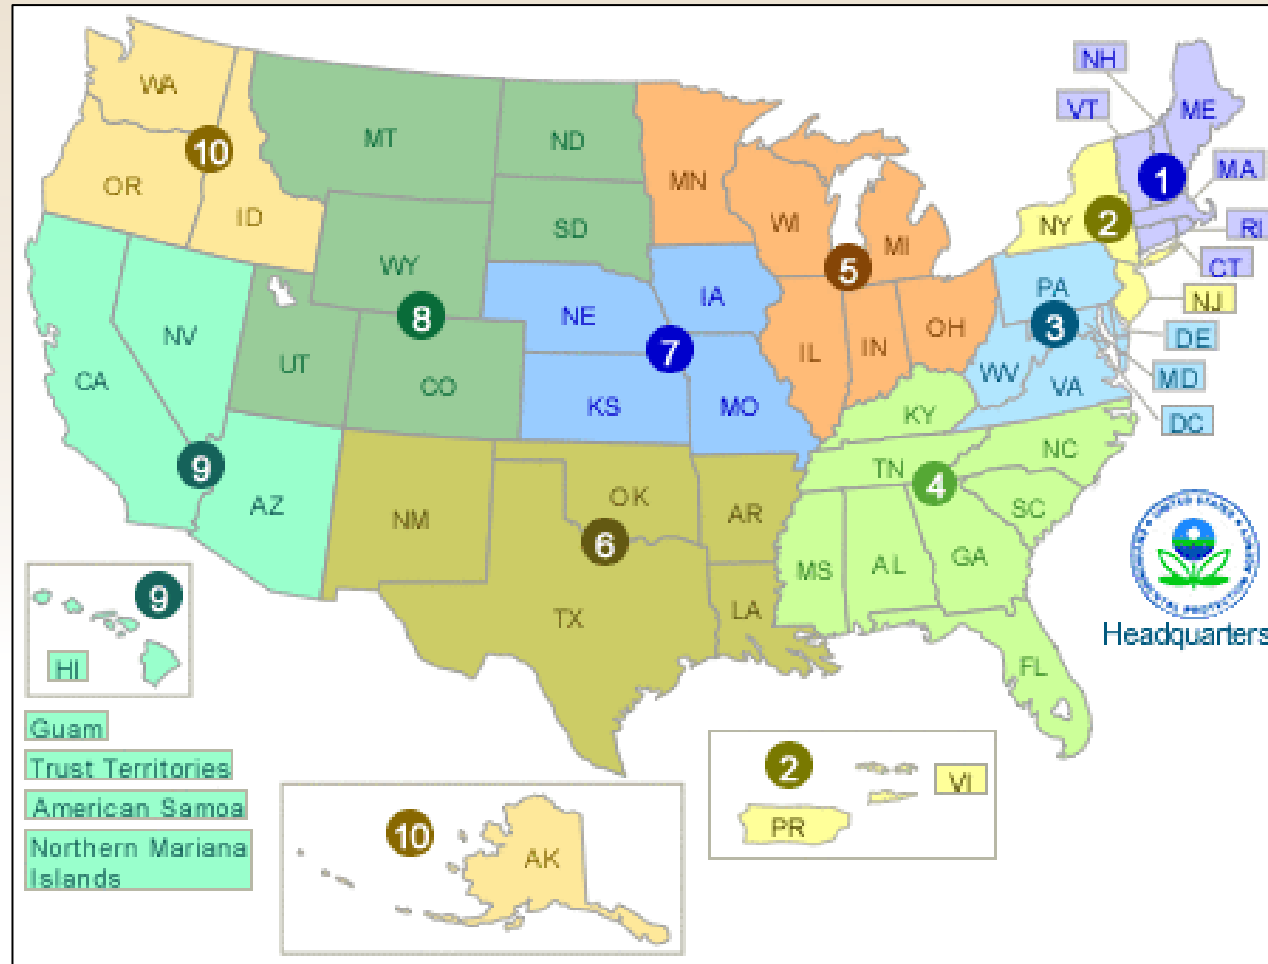 NH
VT
ME
WA
MT
ND
MN
10
1
MA
OR
ID
SD
WI
MI
NY
2
RI
WY
5
CT
PA
NJ
8
NE
IA
3
DE
NV
7
OH
IL
IN
UT
CA
CO
KS
MO
WV
VA
MD
KY
DC
NC
9
TN
4
AZ
NM
OK
AR
SC
6
MS
AL
GA
9
TX
LA
Headquarters
HI
FL
Guam
Trust Territories
2
VI
American Samoa
PR
10
Northern Mariana
Islands
AK
UNITED STATES